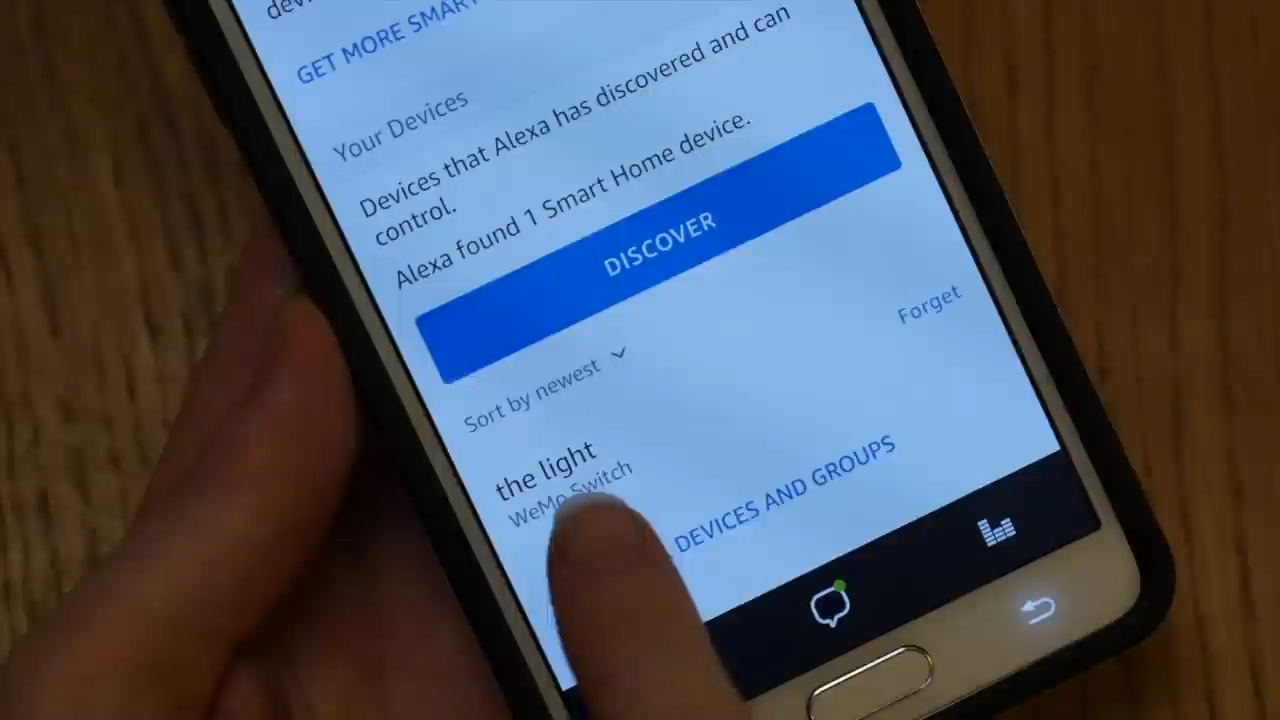 GET MORE SMART
Your Devices
Devices that Alexa has discovered and can
control.
Alexa found 1 Smart Home device.
DISCOVER
Forget
Sort by newest
the light
WeMo Switch
DEVICES AND GROUPS